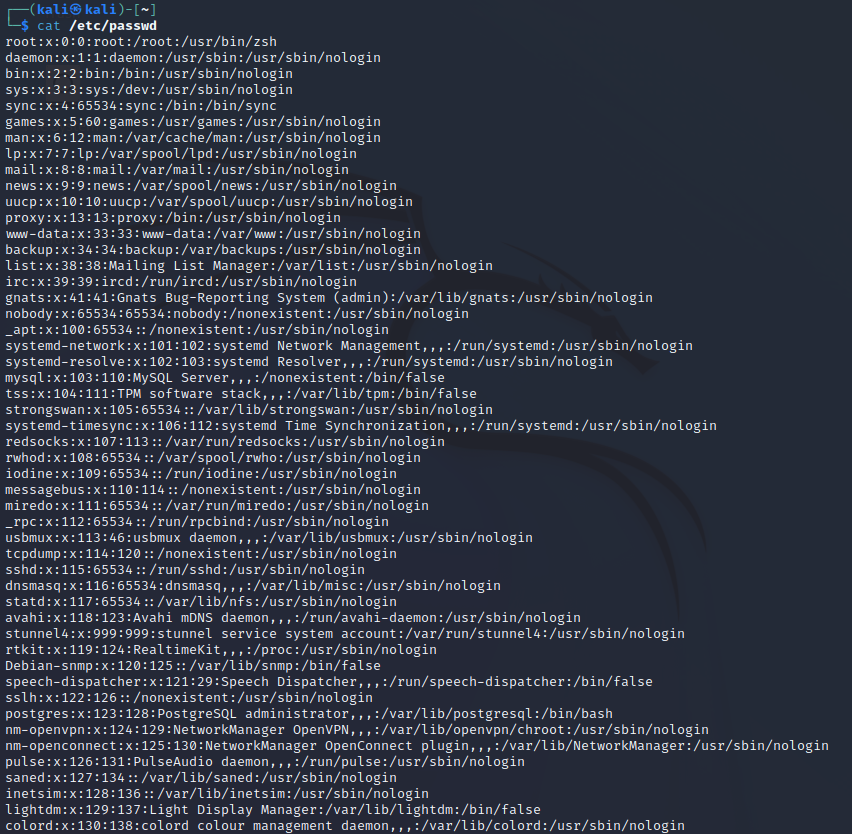 ┌──(kali㉿kali)-[~]
└─$ cat /etc/passwd
root:x:0:0:root:/root:/usr/bin/zsh
daemon:x:1:1:daemon:/usr/sbin:/usr/sbin/nologin
bin:x:2:2:bin:/bin:/usr/sbin/nologin
sys:x:3:3:sys:/dev:/usr/sbin/nologin
sync:x:4:65534:sync:/bin:/bin/sync
games:x:5:60:games:/usr/games:/usr/sbin/nologin
man:x:6:12:man:/var/cache/man:/usr/sbin/nologin
lp:x:7:7:lp:/var/spool/lpd:/usr/sbin/nologin
mail:x:8:8:mail:/var/mail:/usr/sbin/nologin
news:x:9:9:news:/var/spool/news:/usr/sbin/nologin
uucp:x:10:10:uucp:/var/spool/uucp:/usr/sbin/nologin
proxy:x:13:13:proxy:/bin:/usr/sbin/nologin
www-data:x:33:33:www-data:/var/www:/usr/sbin/nologin
backup:x:34:34:backup:/var/backups:/usr/sbin/nologin
list:x:38:38:Mailing List Manager:/var/list:/usr/sbin/nologin
irc:x:39:39:ircd:/run/ircd:/usr/sbin/nologin
gnats:x:41:41:Gnats Bug-Reporting System (admin):/var/lib/gnats:/usr/sbin/nologin
nobody:x:65534:65534:nobody:/nonexistent:/usr/sbin/nologin
_apt:x:100:65534::/nonexistent:/usr/sbin/nologin
systemd-network:x:101:102:systemd Network Management,,,:/run/systemd:/usr/sbin/nologin
systemd-resolve:x:102:103:systemd Resolver,,,:/run/systemd:/usr/sbin/nologin
mysql:x:103:110:MySQL Server,,,:/nonexistent:/bin/false
tss:x:104:111:TPM software stack,,,:/var/lib/tpm:/bin/false
strongswan:x:105:65534::/var/lib/strongswan:/usr/sbin/nologin
systemd-timesync:x:106:112:systemd Time Synchronization,,,:/run/systemd:/usr/sbin/nologin
redsocks:x:107:113::/var/run/redsocks:/usr/sbin/nologin
rwhod:x:108:65534::/var/spool/rwho:/usr/sbin/nologin
iodine:x:109:65534::/run/iodine:/usr/sbin/nologin
messagebus:x:110:114::/nonexistent:/usr/sbin/nologin
miredo:x:111:65534::/var/run/miredo:/usr/sbin/nologin
_rpc:x:112:65534::/run/rpcbind:/usr/sbin/nologin
usbmux:x:113:46:usbmux daemon,,,:/var/lib/usbmux:/usr/sbin/nologin
tcpdump:x:114:120::/nonexistent:/usr/sbin/nologin
sshd:x:115:65534::/run/sshd:/usr/sbin/nologin
dnsmasq:x:116:65534:dnsmasq,,,:/var/lib/misc:/usr/sbin/nologin
statd:x:117:65534::/var/lib/nfs:/usr/sbin/nologin
avahi:x:118:123:Avahi mDNS daemon,,,:/run/avahi-daemon:/usr/sbin/nologin
stunnel4:x:999:999:stunnel service system account:/var/run/stunnel4:/usr/sbin/nologin
rtkit:x:119:124:RealtimeKit,,,:/proc:/usr/sbin/nologin
Debian-snmp:x:120:125::/var/lib/snmp:/bin/false
speech-dispatcher:x:121:29:Speech Dispatcher,,,:/run/speech-dispatcher:/bin/false
sslh:x:122:126::/nonexistent:/usr/sbin/nologin
postgres:x:123:128:PostgreSQL administrator,,,:/var/lib/postgresql:/bin/bash
nm-openvpn:x:124:129:NetworkManager OpenVPN,,,:/var/lib/openvpn/chroot:/usr/sbin/nologin
nm-openconnect:x:125:130:NetworkManager OpenConnect plugin,,,:/var/lib/NetworkManager:/usr/sbin/nologin
pulse:x:126:131:PulseAudio daemon,,,:/run/pulse:/usr/sbin/nologin
saned:x:127:134::/var/lib/saned:/usr/sbin/nologin
inetsim:x:128:136::/var/lib/inetsim:/usr/sbin/nologin
lightdm:x:129:137:Light Display Manager:/var/lib/lightdm:/bin/false
colord:x:130:138:colord colour management daemon,,,:/var/lib/colord:/usr/sbin/nologin